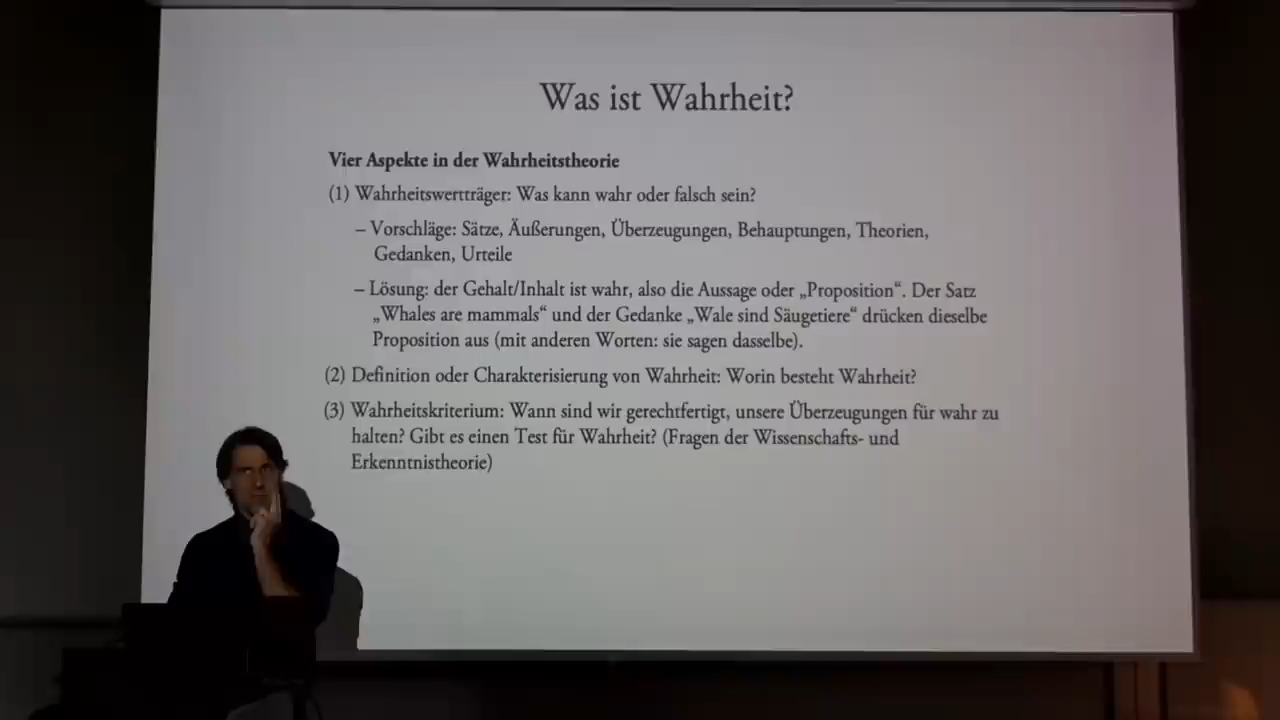 Was ist Wahrheit?
Vier Aspekte in der Wahrheitstheorie
(1) Wahrheitswertträger: Was kann wahr oder falsch sein?
– Vorschläge: Sätze, Äußerungen, Überzeugungen, Behauptungen, Theorien,
Gedanken, Urteile
– Lösung: der Gehalt/Inhalt ist wahr, also die Aussage oder „Proposition“. Der Satz
„Whales are mammals“ und der Gedanke „Wale sind Säugetiere“ drücken dieselbe
Proposition aus (mit anderen Worten: sie sagen dasselbe).
(2) Definition oder Charakterisierung von Wahrheit: Worin besteht Wahrheit?
(3) Wahrheitskriterium: Wann sind wir gerechtfertigt, unsere Überzeugungen für wahr zu
halten? Gibt es einen Test für Wahrheit? (Fragen der Wissenschafts- und
Erkenntnistheorie)